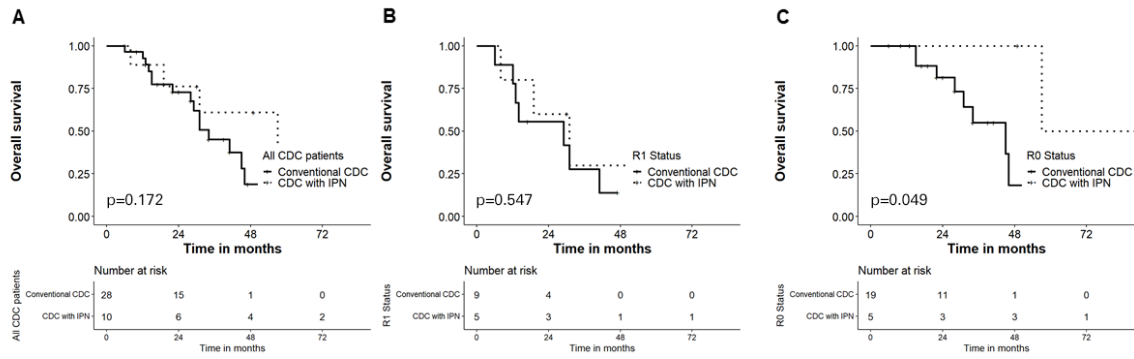 A
Overall survival
1.00
0.75
0.50
0.25
0.00
All CDC patients
Conventional CDC
CDC with IPN
p=0.172
0 24 48 72
Time in months
Number at risk
All CDC patients
Conventional CDC 28 15 1 0
CDC with IPN 10 6 4 2
0 24 48 72
Time in months
B
Overall survival
1.00
0.75
0.50
0.25
0.00
R1 Status
Conventional CDC
CDC with IPN
p=0.547
0 24 48 72
Time in months
Number at risk
R1 Status
Conventional CDC 9 4 0 0
CDC with IPN 5 3 1 1
0 24 48 72
Time in months
C
Overall survival
1.00
0.75
0.50
0.25
0.00
R0 Status
Conventional CDC
CDC with IPN
p=0.049
0 24 48 72
Time in months
Number at risk
R0 Status
Conventional CDC 19 11 1 0
CDC with IPN 5 3 3 1
0 24 48 72
Time in months